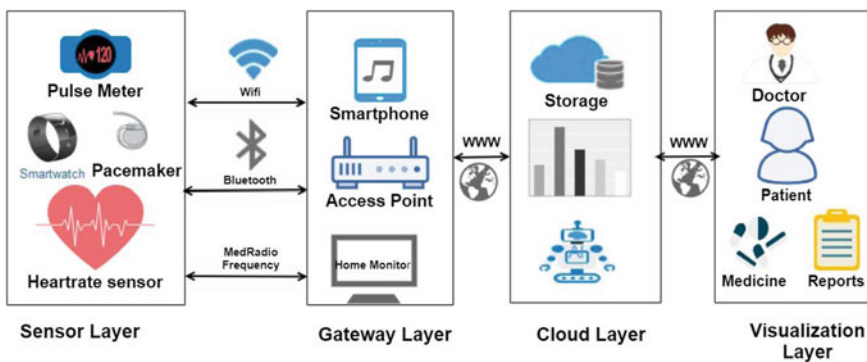 120
Pulse Meter
Smartwatch
Pacemaker
Heartrate sensor
Sensor Layer
Wifi
Bluetooth
MedRadio
Frequency
Smartphone
Access Point
Home Monitor
Gateway Layer
WWW
Storage
Cloud Layer
WWW
Doctor
Patient
Medicine
Reports
Visualization
Layer